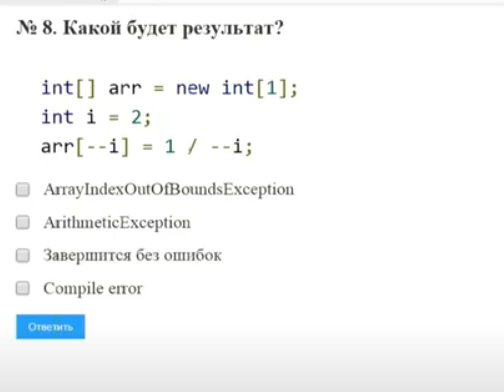 № 8. Какой будет результат?
int[] arr = new int[1];
int i = 2;
arr[--i] = 1 / --i;
ArrayIndexOutOfBoundsException
ArithmeticException
Завершится без ошибок
Compile error
Ответить